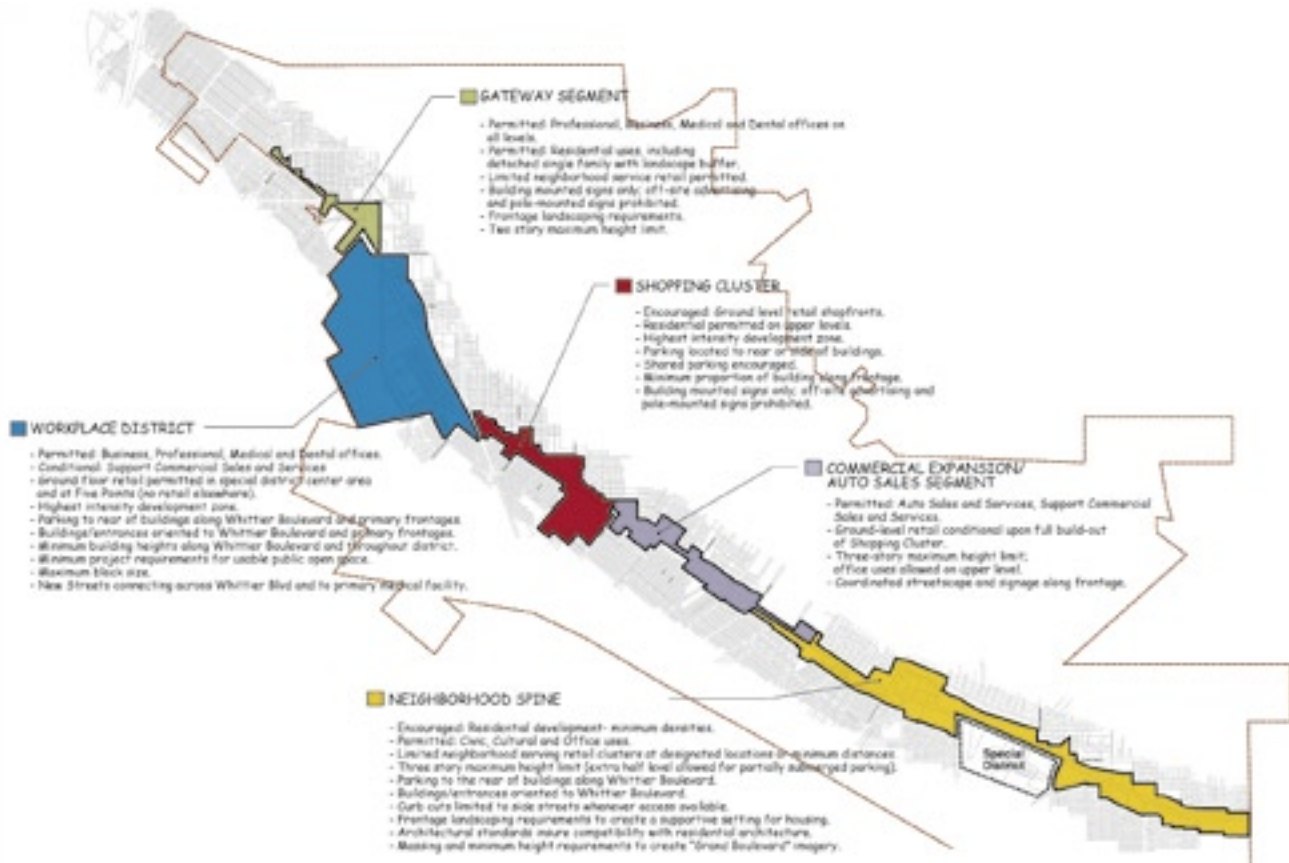 GATEWAY SEGMENT
- Permitted: Professional, Business, Medical and Dental offices on
all levels.
- Permitted: Residential uses, including
detached single family with landscape buffer.
- Limited neighborhood service retail permitted.
- Building mounted signs only; off-site advertising
and pole-mounted signs prohibited.
- Frontage landscaping requirements.
- Two story maximum height limit.
SHOPPING CLUSTER
- Encouraged: Ground level retail shopfronts.
- Residential permitted on upper levels.
- Highest intensity development zone.
- Parking located to rear or side of buildings.
- Shared parking encouraged.
- Minimum proportion of building along frontage.
- Building mounted signs only; off-site advertising and
pole-mounted signs prohibited.
WORKPLACE DISTRICT
- Permitted: Business, Professional, Medical and Dental offices.
- Conditional: Support Commercial Sales and Services
- Ground floor retail permitted in special district center area
and at Five Points (no retail elsewhere).
- Highest intensity development zone.
- Parking to rear of buildings along Whittier Boulevard and primary frontages.
- Buildings/entrances oriented to Whittier Boulevard and primary frontages.
- Minimum building heights along Whittier Boulevard and throughout district.
- Minimum project requirements for usable public open space.
- Maximum block size.
- New Streets connecting across Whittier Blvd and to primary medical facility.
COMMERCIAL EXPANSION/
AUTO SALES SEGMENT
- Permitted: Auto Sales and Services, Support Commercial
Sales and Services.
- Ground-level retail conditional upon full build-out
of Shopping Cluster.
- Three-story maximum height limit;
office uses allowed on upper level.
- Coordinated streetscape and signage along frontage.
NEIGHBORHOOD SPINE
- Encouraged: Residential development- minimum densities.
- Permitted: Civic, Cultural and Office uses.
- Limited neighborhood serving retail clusters at designated locations or minimum distances
- Three story maximum height limit (extra half level allowed for partially submerged parking).
- Parking to the rear of buildings along Whittier Boulevard.
- Buildings/entrances oriented to Whittier Boulevard.
- Curb cuts limited to side streets whenever access available.
- Frontage landscaping requirements to create a supportive setting for housing.
- Architectural standards insure compatibility with residential architecture.
- Massing and minimum height requirements to create "Grand Boulevard" imagery.
Special
District